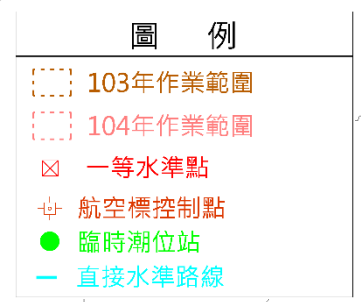 圖 例
103年作業範圍
104年作業範圍
一等水準點
航空標控制點
臨時潮位站
直接水準路線